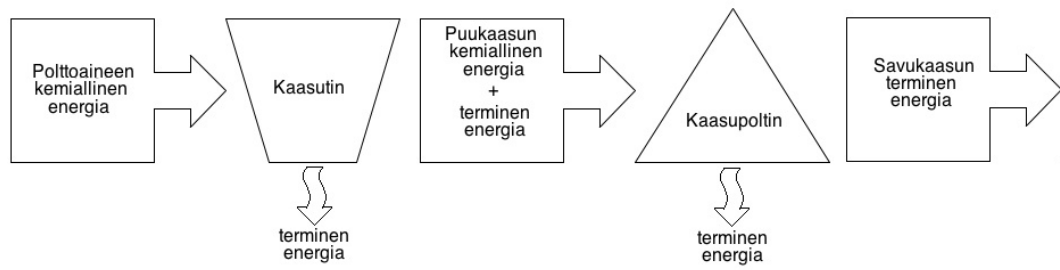 Polttoaineen
kemiallinen
energia
Kaasutin
terminen
energia
Puukaasun
kemiallinen
energia
+
terminen
energia
Kaasupoltin
terminen
energia
Savukaasun
terminen
energia